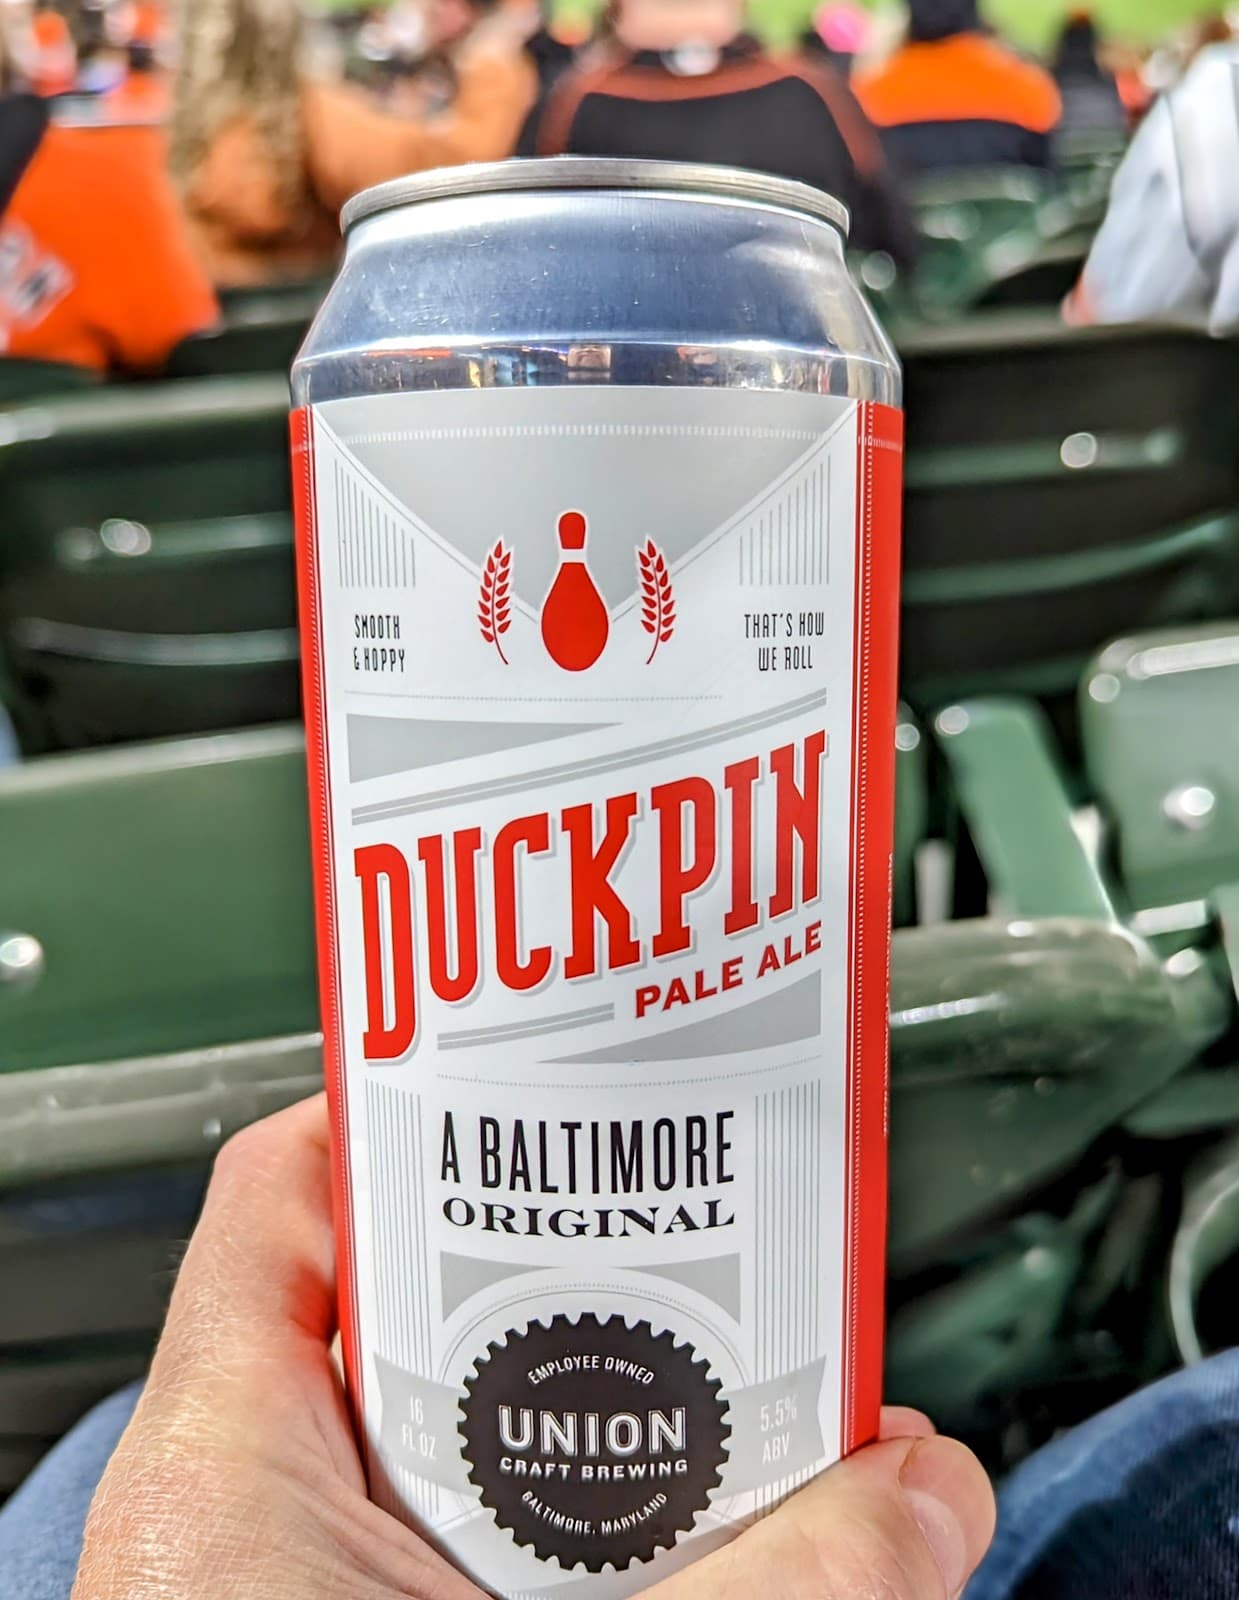 SMOOTH
& HOPPY
THAT'S HOW
WE ROLL
DUCKPIN
PALE ALE
A BALTIMORE
ORIGINAL
EMPLOYEE OWNED
UNION
CRAFT BREWING
BALTIMORE, MARYLAND
16
FL OZ
5.5%
ABV